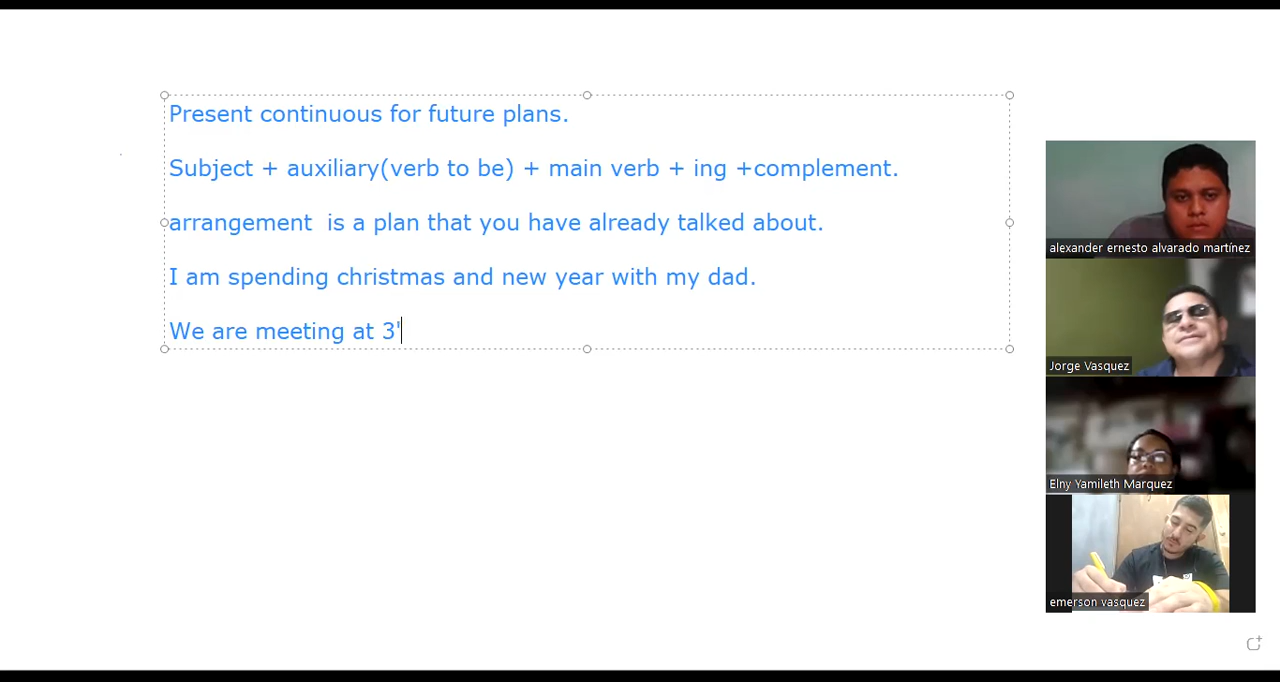 Present continuous for future plans.
Subject + auxiliary(verb to be) + main verb + ing +complement.
arrangement  is a plan that you have already talked about.
I am spending christmas and new year with my dad.
We are meeting at 3'
alexander ernesto alvarado martínez
Jorge Vasquez
Elny Yamileth Marquez
emerson vasquez